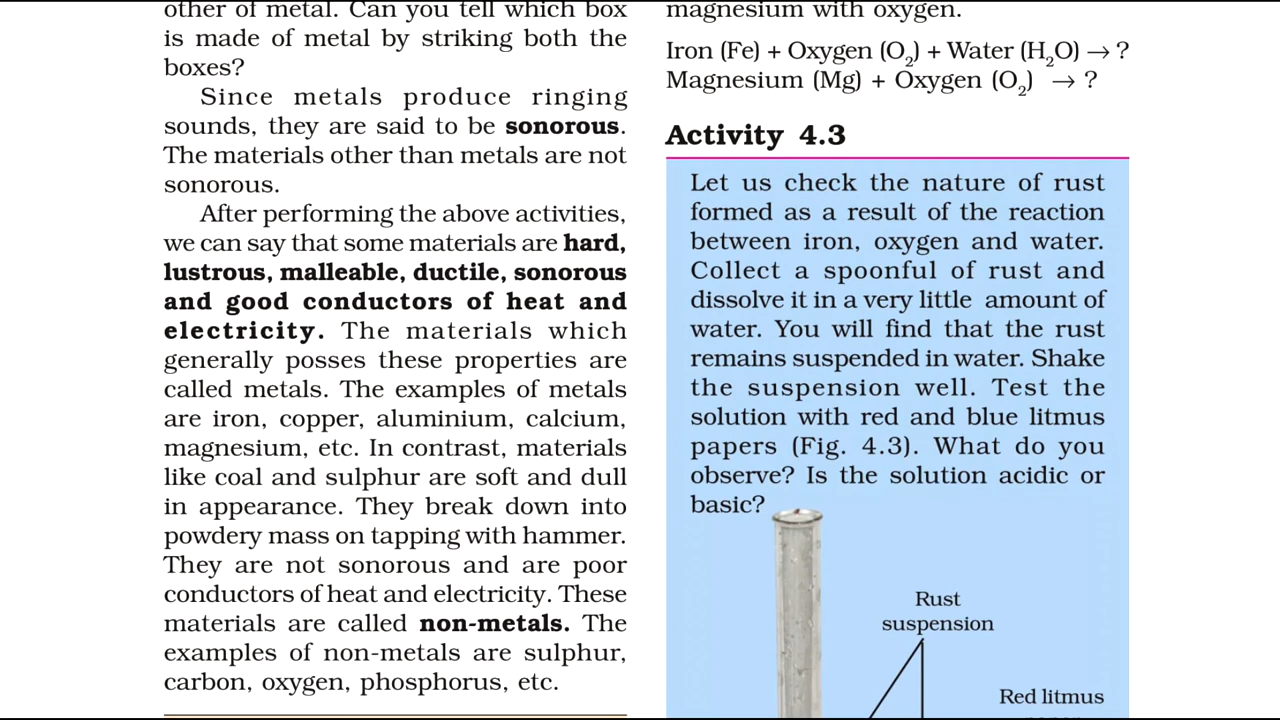 other of metal. Can you tell which box
is made of metal by striking both the
boxes?
Since metals produce ringing
sounds, they are said to be sonorous.
The materials other than metals are not
sonorous.
After performing the above activities,
we can say that some materials are hard,
lustrous, malleable, ductile, sonorous
and good conductors of heat and
electricity. The materials which
generally posses these properties are
called metals. The examples of metals
are iron, copper, aluminium, calcium,
magnesium, etc. In contrast, materials
like coal and sulphur are soft and dull
in appearance. They break down into
powdery mass on tapping with hammer.
They are not sonorous and are poor
conductors of heat and electricity. These
materials are called non-metals. The
examples of non-metals are sulphur,
carbon, oxygen, phosphorus, etc.
magnesium with oxygen.
Iron (Fe) + Oxygen (O₂) + Water (H₂O) → ?
Magnesium (Mg) + Oxygen (O₂) → ?
Activity 4.3
Let us check the nature of rust
formed as a result of the reaction
between iron, oxygen and water.
Collect a spoonful of rust and
dissolve it in a very little amount of
water. You will find that the rust
remains suspended in water. Shake
the suspension well. Test the
solution with red and blue litmus
papers (Fig. 4.3). What do you
observe? Is the solution acidic or
basic?
Rust
suspension
Red litmus